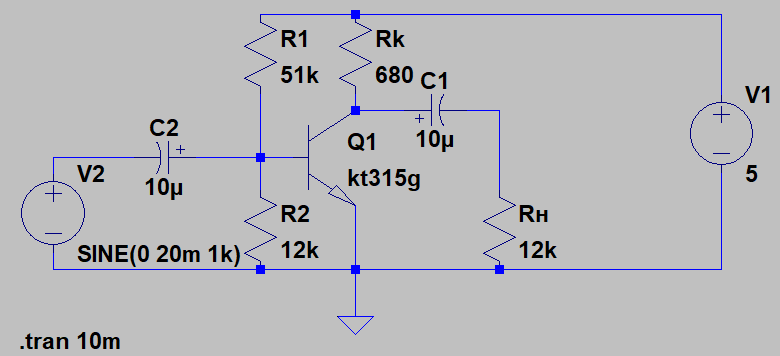 R1
51k
Rk
680
C1
+
10µ
V1
+
−
5
C2
+
10µ
Q1
kt315g
V2
+
−
SINE(0 20m 1k)
R2
12k
Rн
12k
.tran 10m